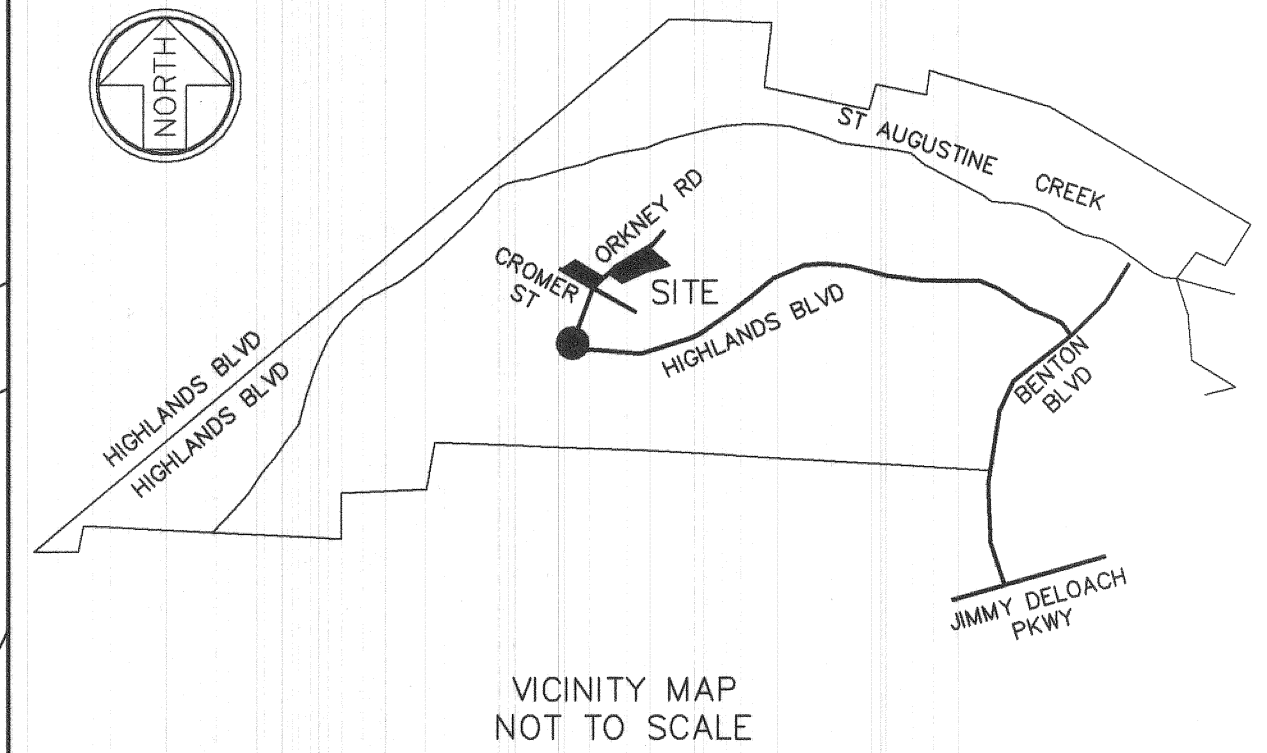 NORTH
ST AUGUSTINE CREEK
ORKNEY RD
CROMER
ST
SITE
HIGHLANDS BLVD
HIGHLANDS BLVD
HIGHLANDS BLVD
BENTON
BLVD
JIMMY DELOACH
PKWY
VICINITY MAP
NOT TO SCALE